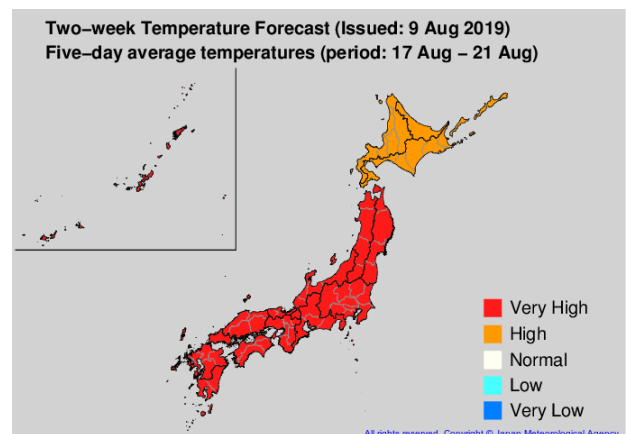 Two−week Temperature Forecast (Issued: 9 Aug 2019)
Five−day average temperatures (period: 17 Aug − 21 Aug)
Very High
High
Normal
Low
Very Low
All rights reserved. Copyright © Japan Meteorological Agency